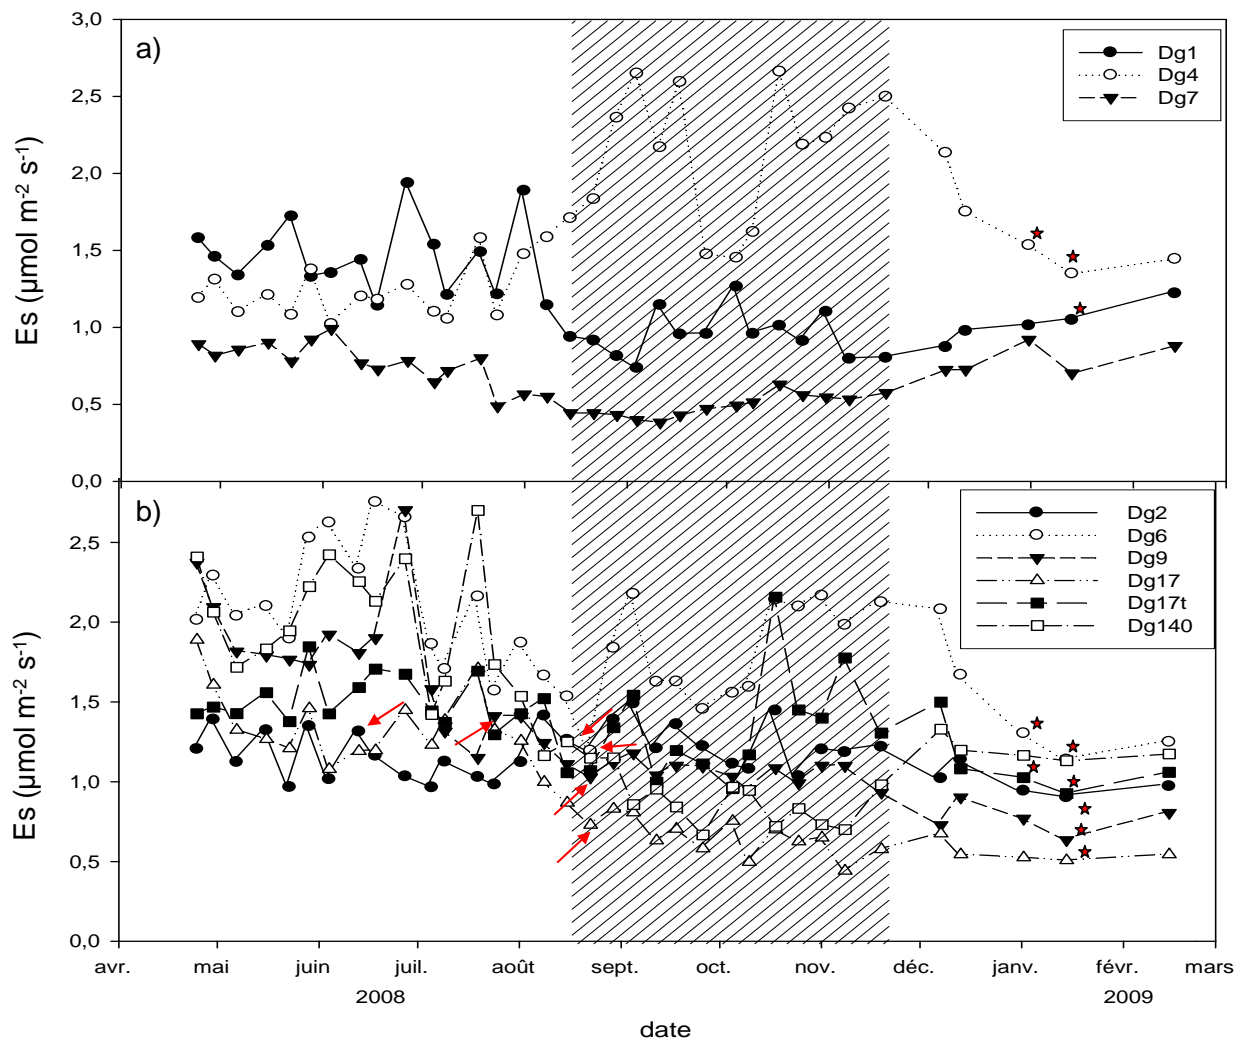 3,0
a)
Dg1
Dg4
Dg7
2,5
2,0
1,5
1,0
0,5
0,0
Es (µmol m-2 s-1)
b)
Dg2
Dg6
Dg9
Dg17
Dg17t
Dg140
2,5
2,0
1,5
1,0
0,5
0,0
Es (µmol m-2 s-1)
avr. mai juin juil. août sept. oct. nov. déc. janv. févr. mars
2008 2009
date